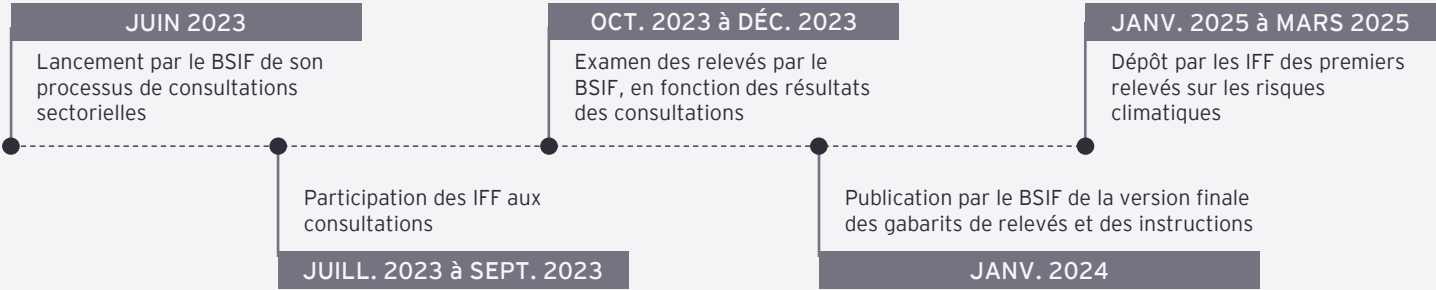 JUIN 2023
Lancement par le BSIF de son
processus de consultations
sectorielles
Participation des IFF aux
consultations
JUILL. 2023 à SEPT. 2023
OCT. 2023 à DÉC. 2023
Examen des relevés par le
BSIF, en fonction des résultats
des consultations
Publication par le BSIF de la version finale
des gabarits de relevés et des instructions
JANV. 2024
JANV. 2025 à MARS 2025
Dépôt par les IFF des premiers
relevés sur les risques
climatiques